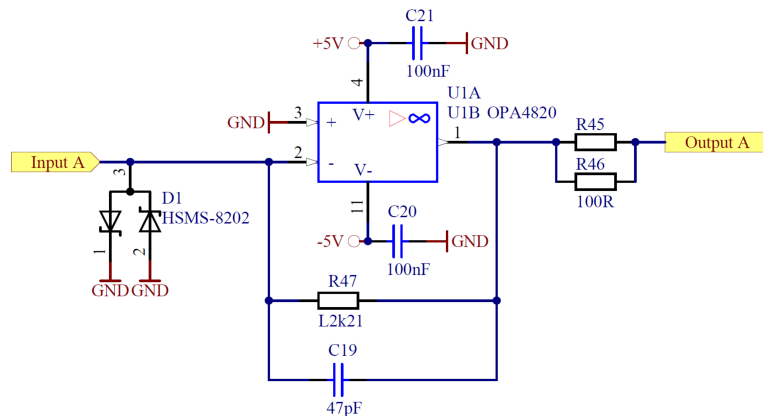 C21
+5V
GND
100nF
4
U1A
U1B OPA4820
GND
3
+
V+
∞
1
R45
Input A
2
-
V-
Output A
3
R46
100R
D1
HSMS-8202
11
C20
-5V
GND
1
2
100nF
GND
GND
R47
L2k21
C19
47pF